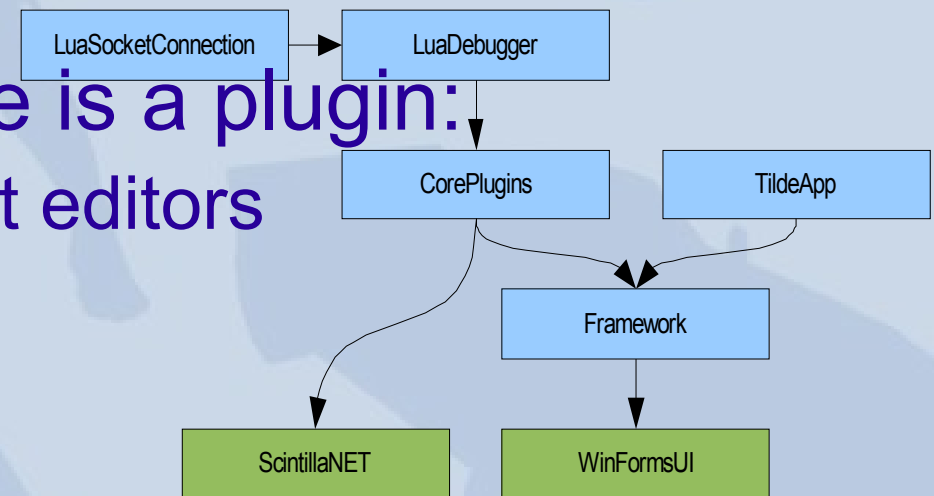 LuaSocketConnection LuaDebugger
e is a plugin:
CorePlugins TildeApp
t editors
Framework
ScintillaNET WinFormsUI